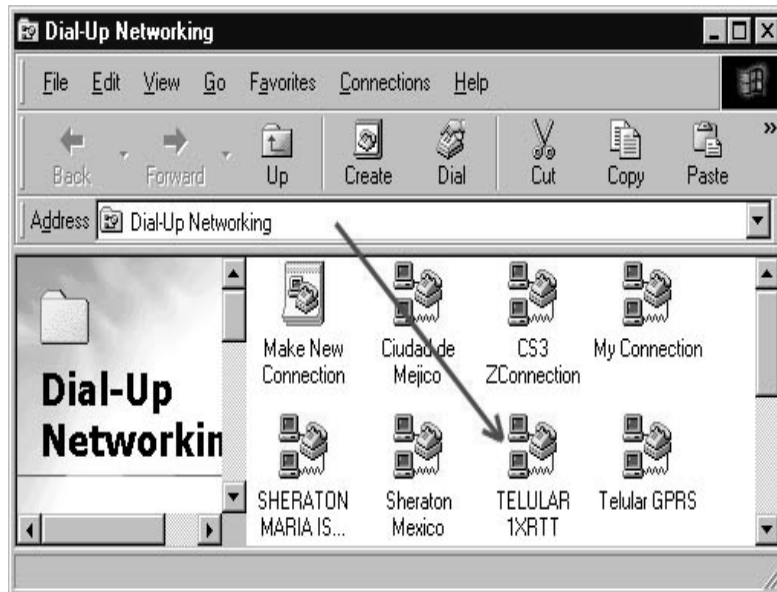 Dial-Up Networking
File Edit View Go Favorites Connections Help
Back Forward Up Create Dial Cut Copy Paste »
Address Dial-Up Networking
Dial-Up
Networkin
Make New
Connection
Ciudad de
Mejico
CS3
ZConnection
My Connection
SHERATON
MARIA IS...
Sheraton
Mexico
TELULAR
1XRTT
Telular GPRS